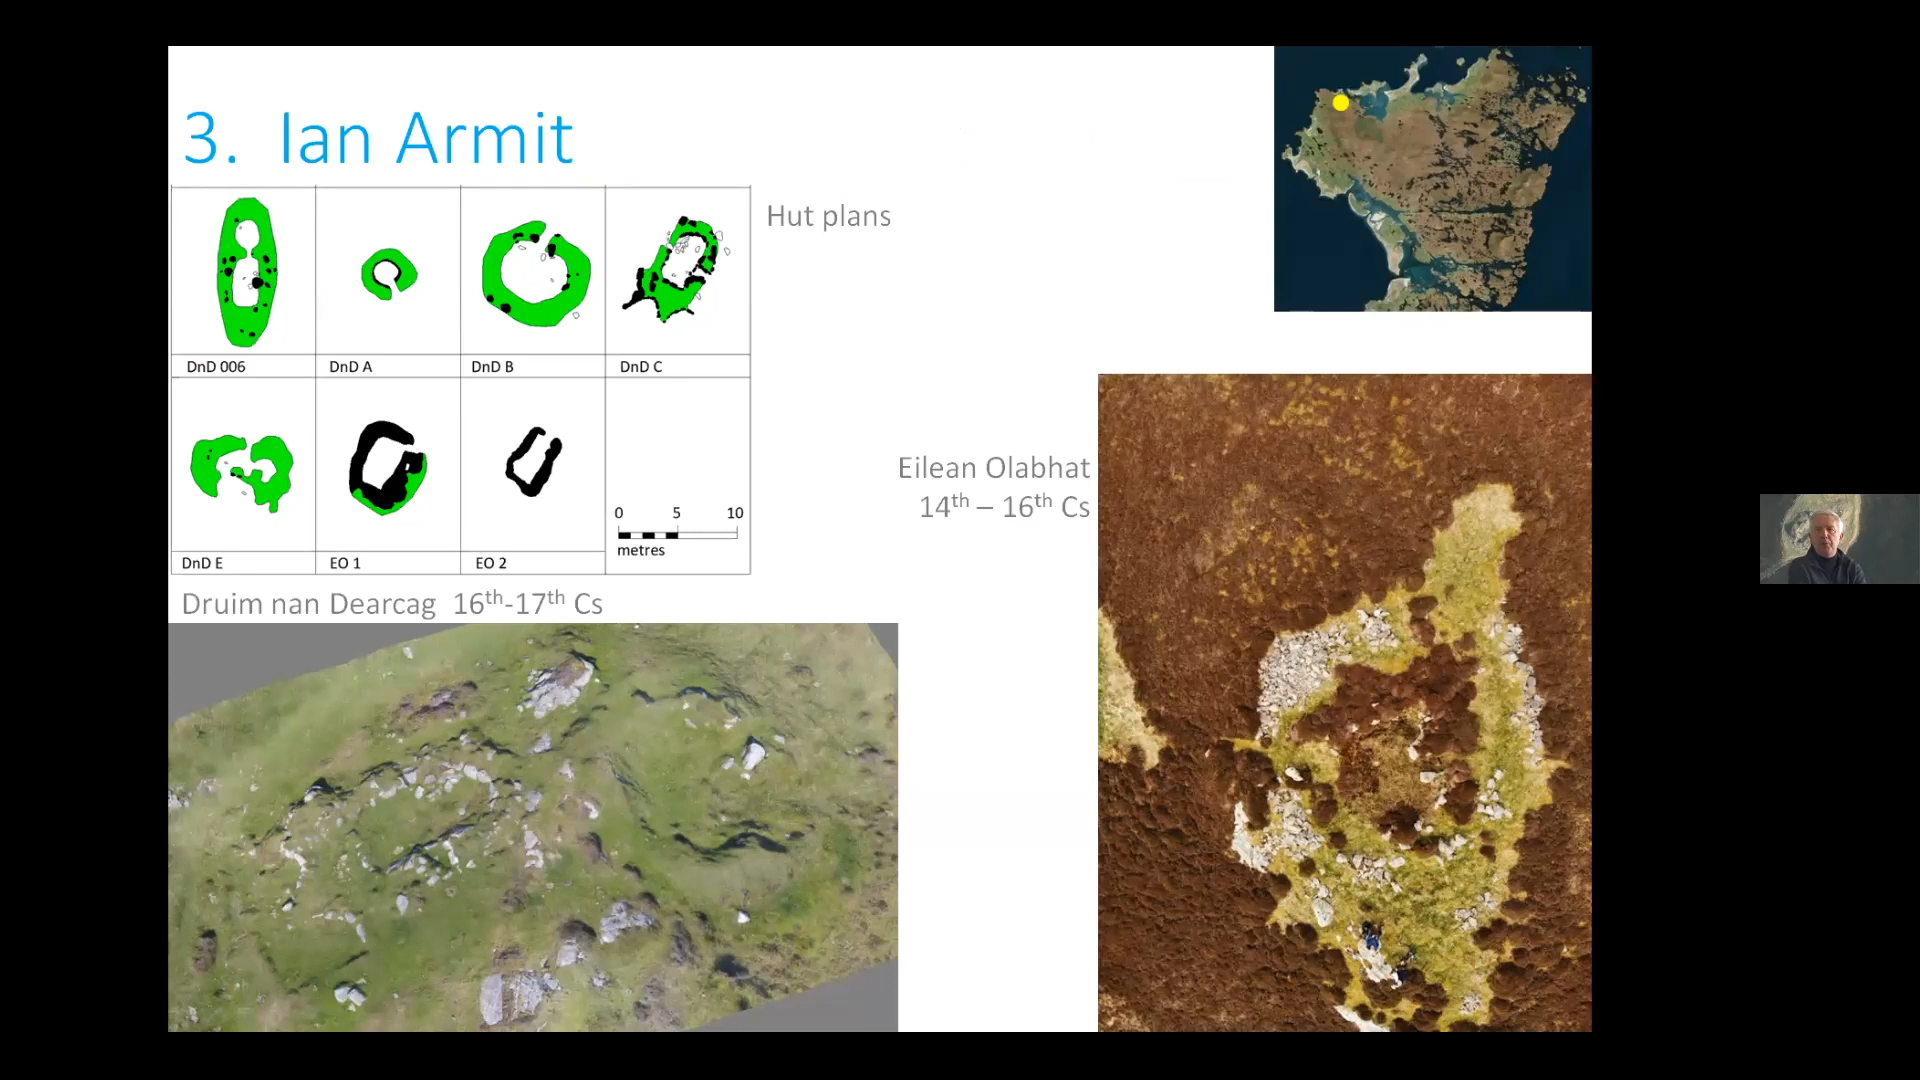 3. Ian Armit
Hut plans
DnD 006
DnD A
DnD B
DnD C
DnD E
EO 1
EO 2
0 5 10
metres
Druim nan Dearcag 16th-17th Cs
Eilean Olabhat
14th – 16th Cs